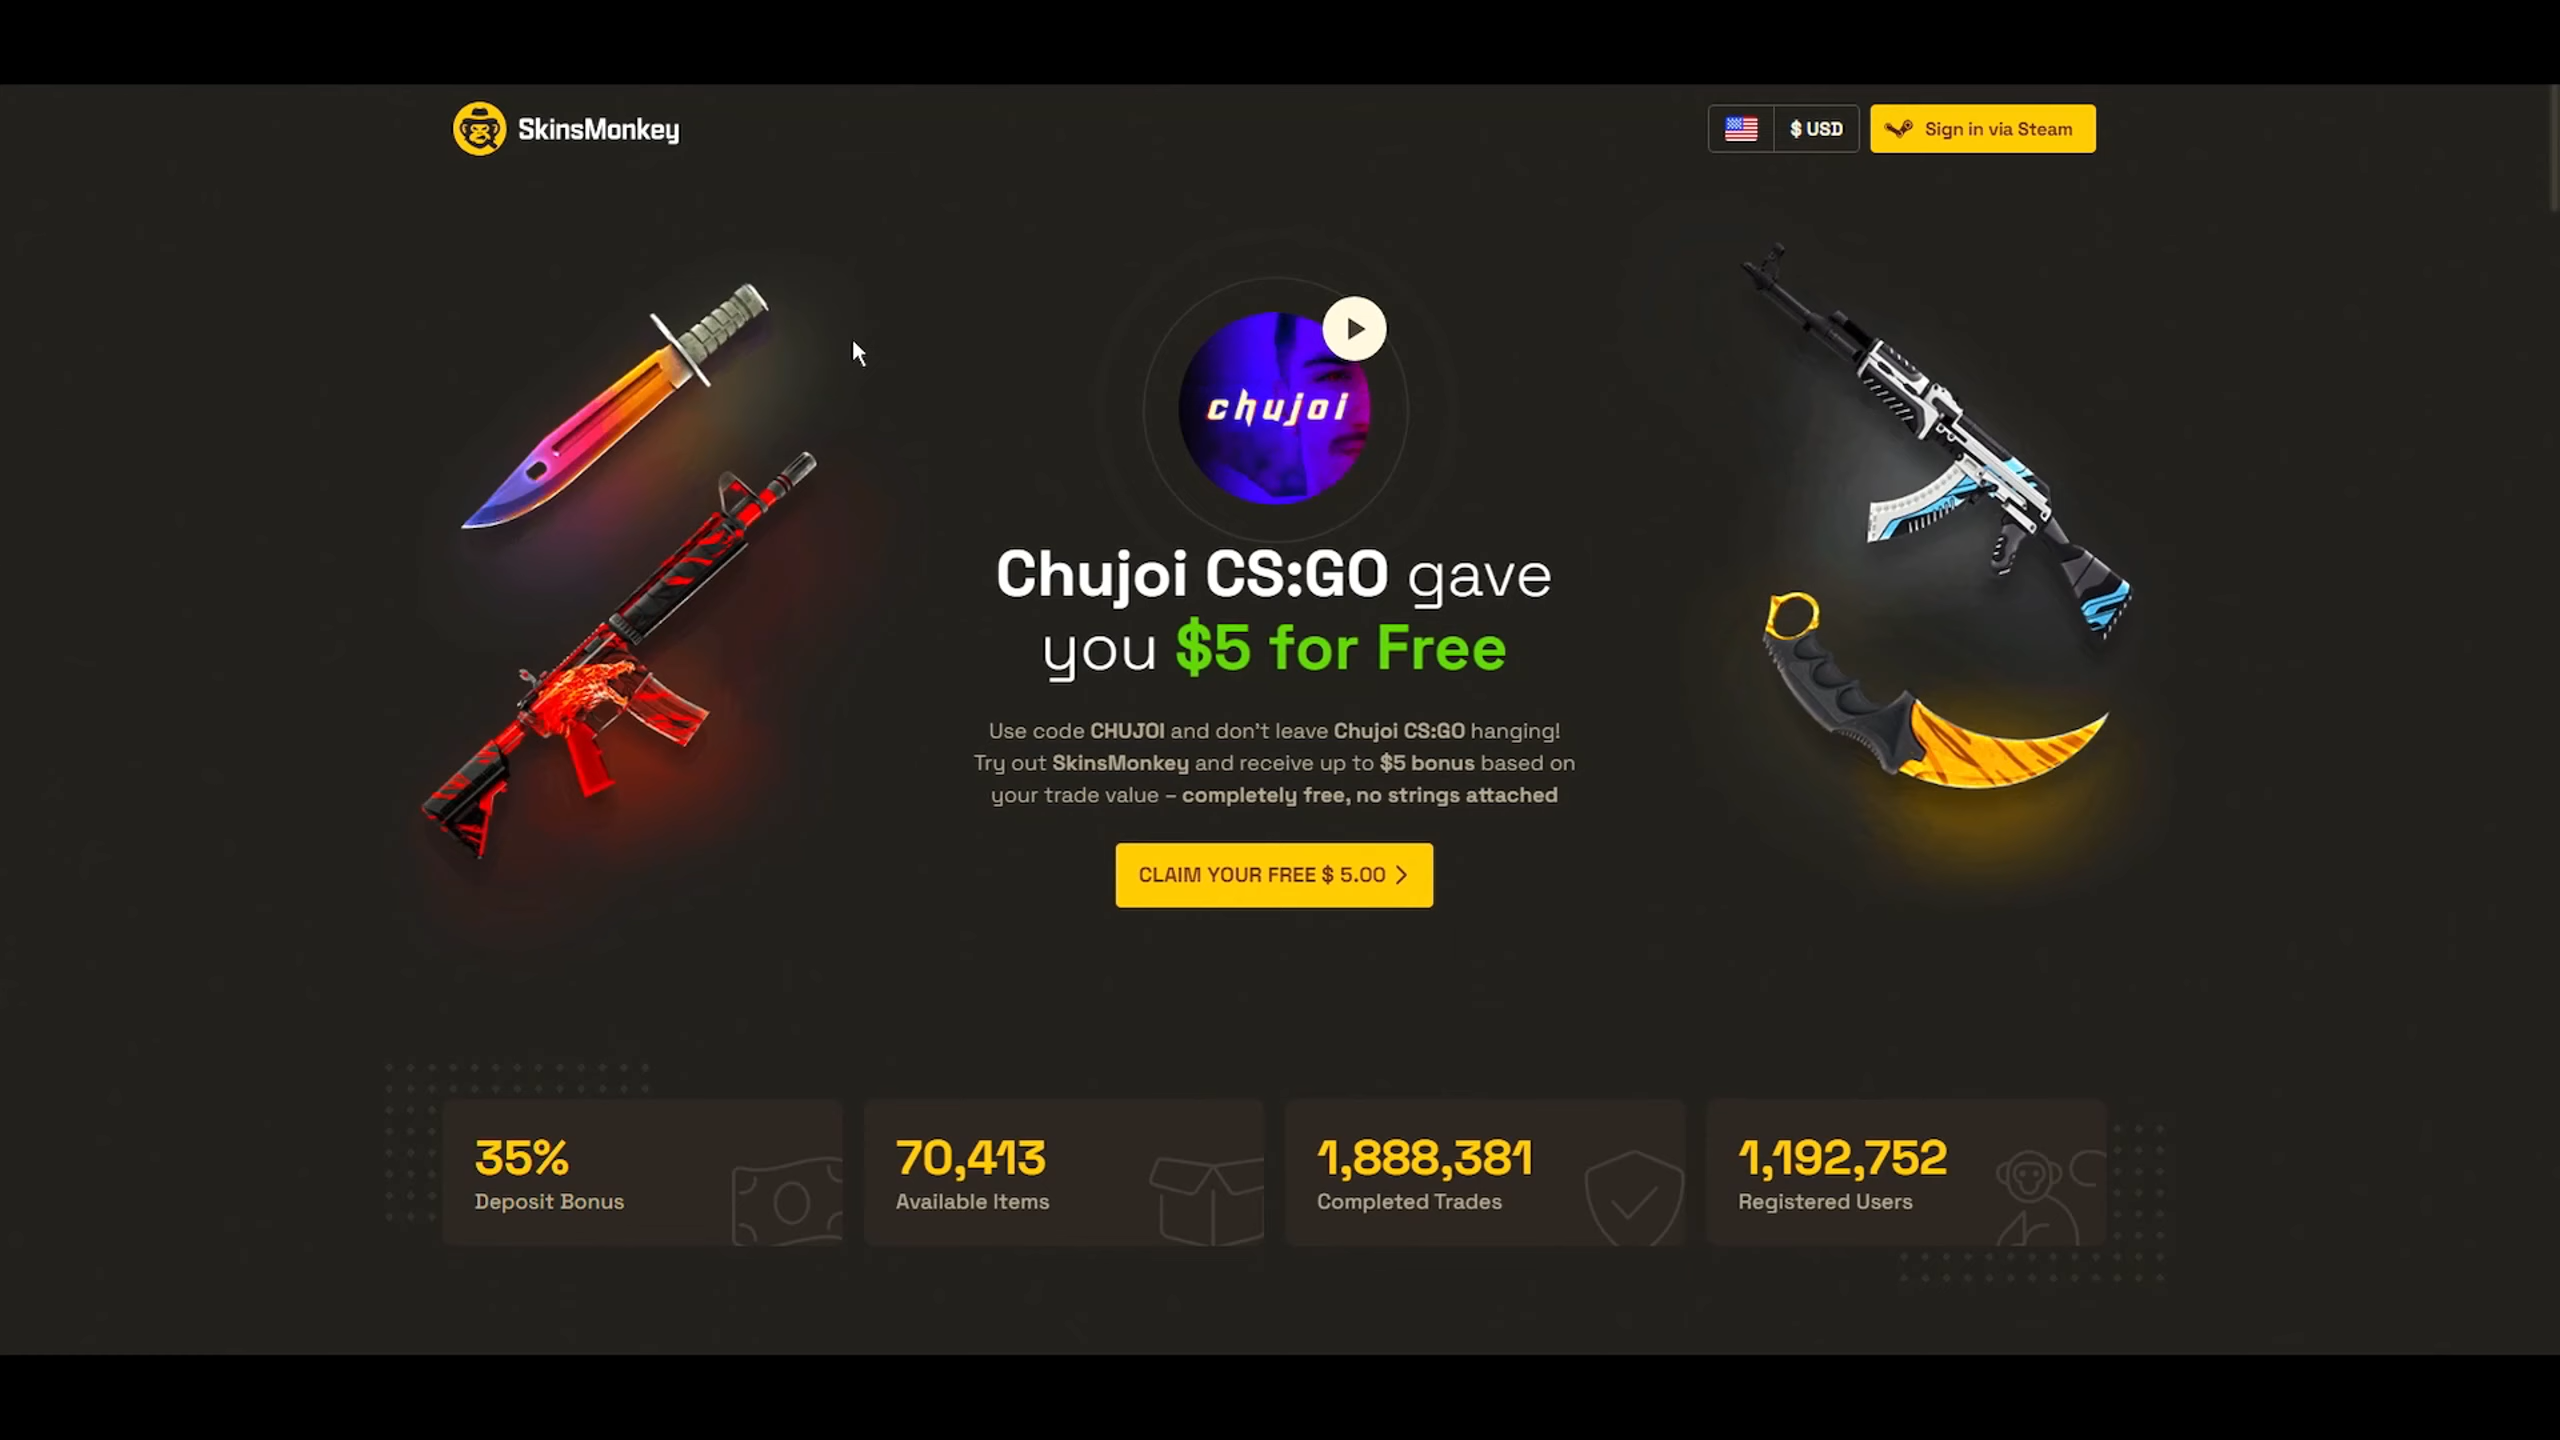 SkinsMonkey
$ USD
Sign in via Steam
chujoi
Chujoi CS:GO gave
you $5 for Free
Use code CHUJOI and don't leave Chujoi CS:GO hanging!
Try out SkinsMonkey and receive up to $5 bonus based on
your trade value – completely free, no strings attached
CLAIM YOUR FREE $ 5.00
35%
Deposit Bonus
70,413
Available Items
1,888,381
Completed Trades
1,192,752
Registered Users